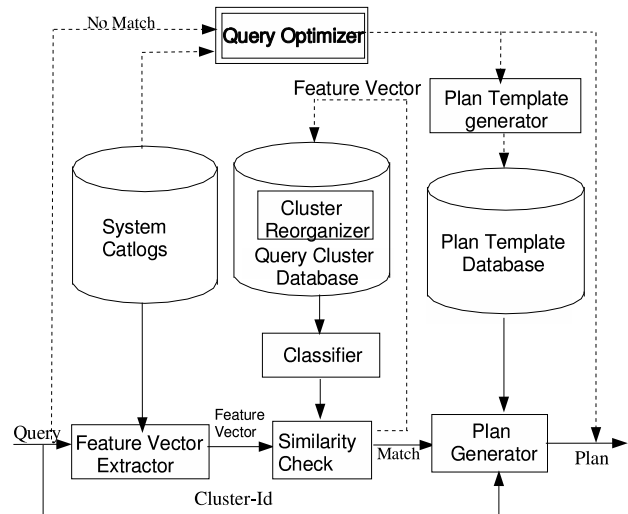 No Match
Query Optimizer
Feature Vector
Plan Template
generator
System
Catlogs
Cluster
Reorganizer
Query Cluster
Database
Plan Template
Database
Classifier
Query
Feature Vector
Extractor
Feature
Vector
Similarity
Check
Match
Plan
Generator
Plan
Cluster-Id